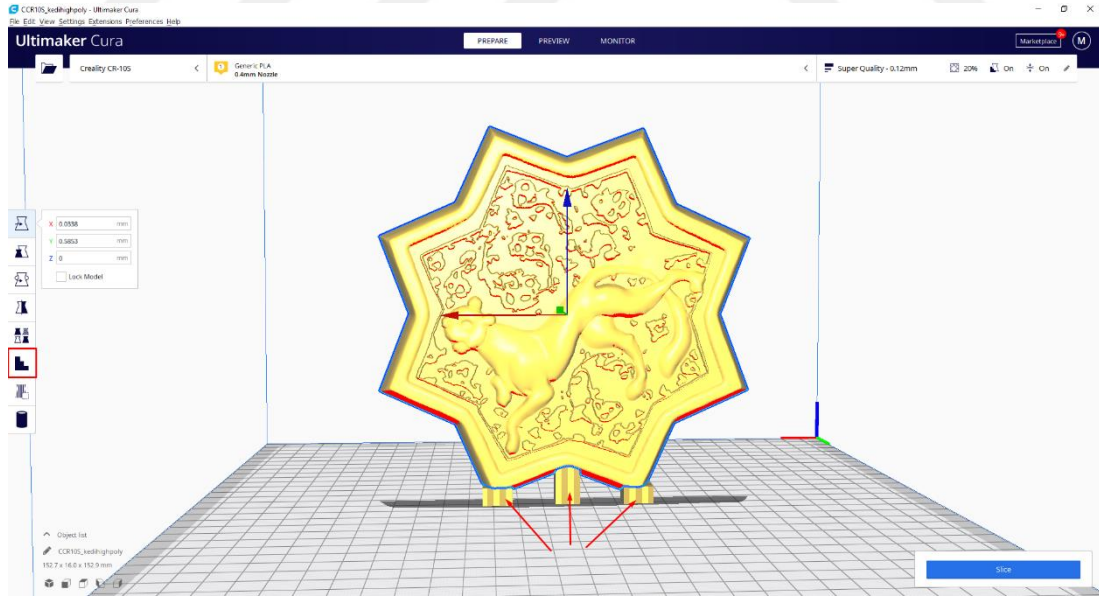 CCR10S_kedihighpoly - Ultimaker Cura
File Edit View Settings Extensions Preferences Help
Ultimaker Cura
PREPARE PREVIEW MONITOR
Marketplace
M
Creality CR-10S
Generic PLA
0.4mm Nozzle
Super Quality - 0.12mm
20%
On
On
X 0.0338 mm
Y 0.5853 mm
Z 0 mm
Lock Model
Object list
CCR10S_kedihighpoly
152.7 x 16.0 x 152.9 mm
Slice